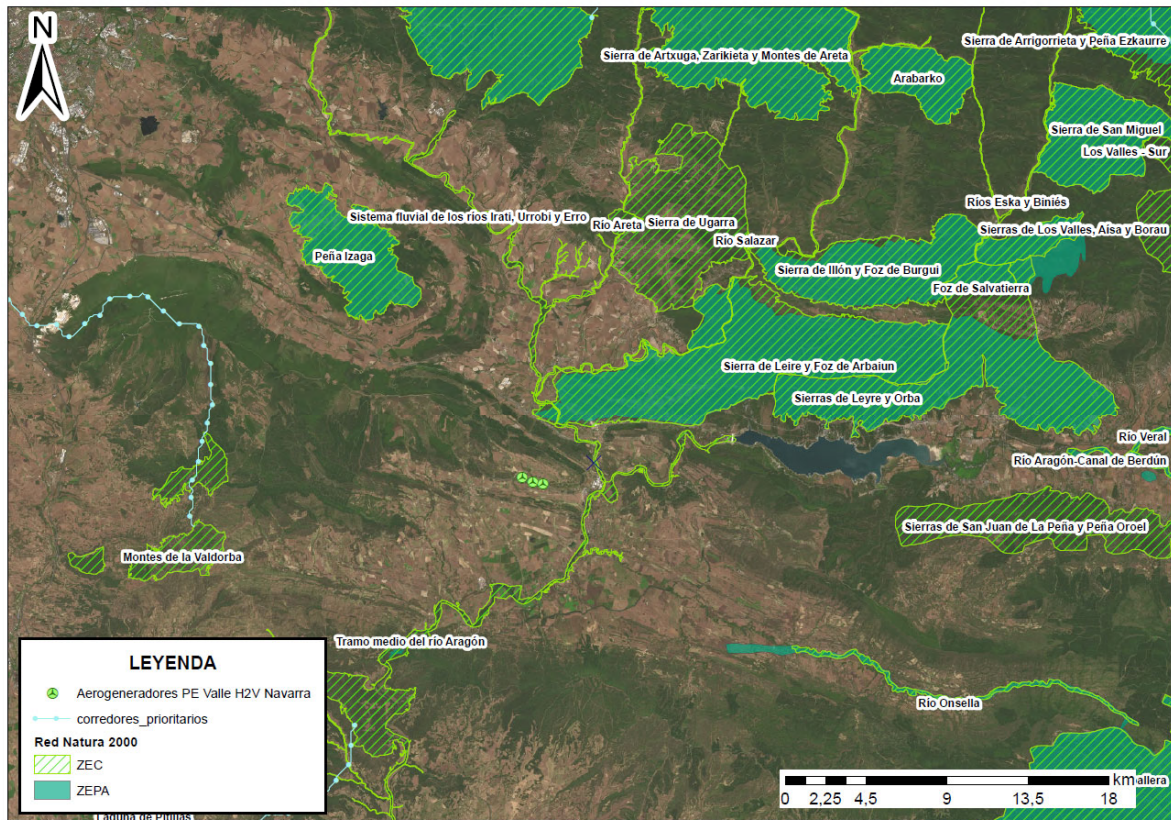 N
Sierra de Artxuga, Zarikieta y Montes de Areta
Sierra de Arrigorrieta y Peña Ezkaurre
Arabarko
Sierra de San Miguel
Los Valles - Sur
Ríos Eska y Biniés
Sistema fluvial de los ríos Irati, Urrobi y Erro
Río Areta
Sierra de Ugarra
Sierras de Los Valles, Aísa y Borau
Río Salazar
Peña Izaga
Sierra de Illón y Foz de Burgui
Foz de Salvatierra
Sierra de Leire y Foz de Arbaiun
Sierras de Leyre y Orba
Río Veral
Río Aragón-Canal de Berdún
Sierras de San Juan de La Peña y Peña Oroel
Montes de la Valdorba
Tramo medio del río Aragón
Río Onsella
LEYENDA
Aerogeneradores PE Valle H2V Navarra
corredores_prioritarios
Red Natura 2000
ZEC
ZEPA
km
0 2,25 4,5 9 13,5 18